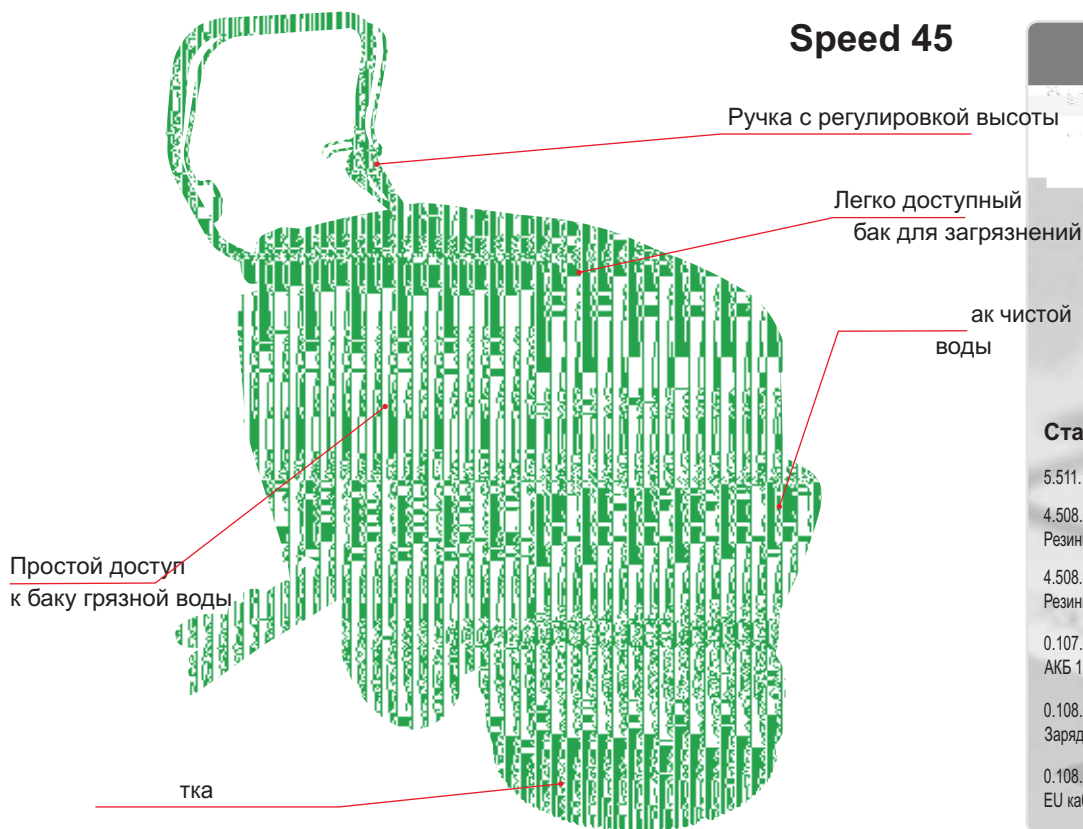 Speed 45
Ручка с регулировкой высоты
Легко доступный
бак для загрязнений
ак чистой
воды
Простой доступ
к баку грязной воды
тка
Ста
5.511.
4.508.
Резин
4.508.
Резин
0.107.
АКБ 1
0.108.
Заряд
0.108.
EU каб